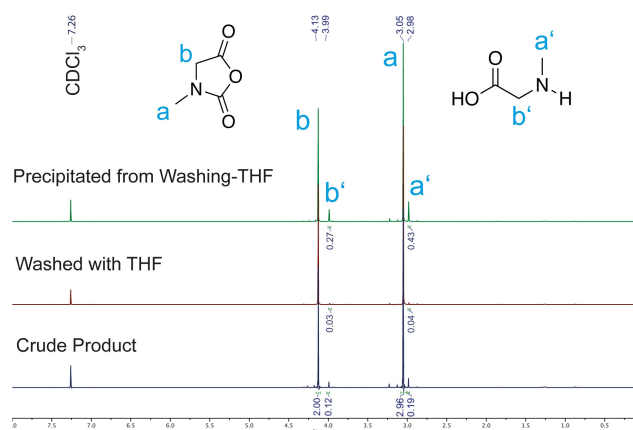 CDCl3
7.26
4.13
3.99
3.05
2.98
b
a
N
O
O
O
a
b
O
HO
N
H
a‘
b‘
Precipitated from Washing-THF
b‘
a‘
0.27
0.43
Washed with THF
0.03
0.04
Crude Product
2.00
0.12
2.96
0.19
.0 7.5 7.0 6.5 6.0 5.5 5.0 4.5 4.0 3.5 3.0 2.5 2.0 1.5 1.0 0.5